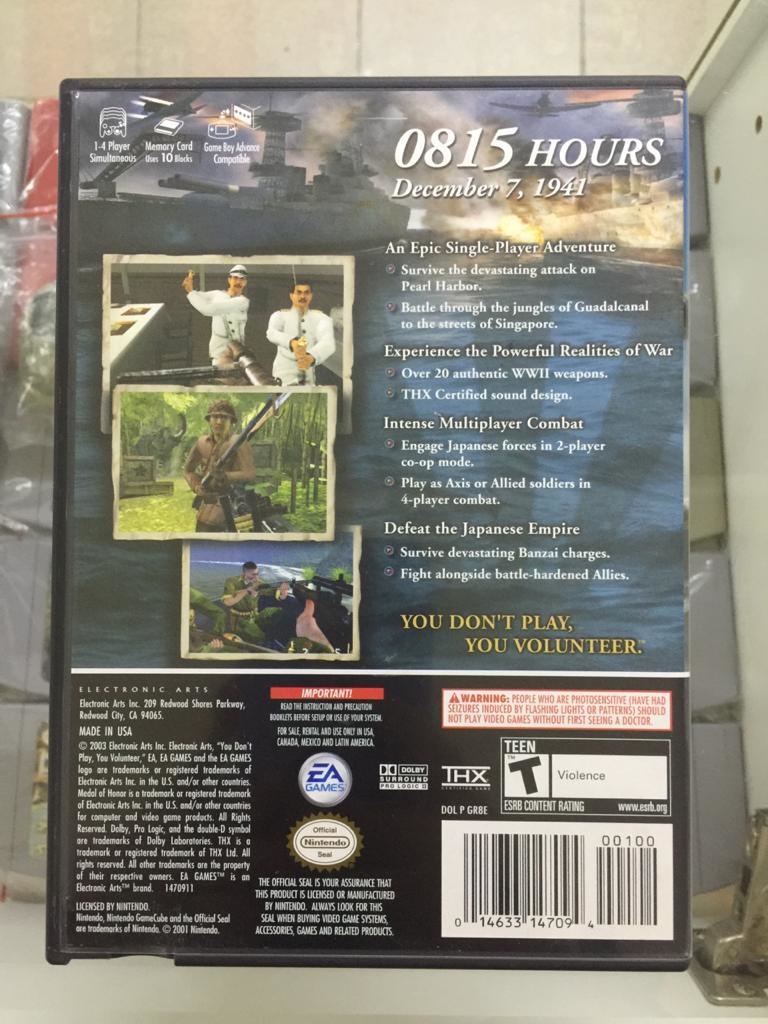 1-4 Player
Simultaneous
Memory Card
Uses 10 Blocks
Game Boy Advance
Compatible
0815 HOURS
December 7, 1941
An Epic Single-Player Adventure
Survive the devastating attack on
Pearl Harbor.
Battle through the jungles of Guadalcanal
to the streets of Singapore.
Experience the Powerful Realities of War
Over 20 authentic WWII weapons.
THX Certified sound design.
Intense Multiplayer Combat
Engage Japanese forces in 2-player
co-op mode.
Play as Axis or Allied soldiers in
4-player combat.
Defeat the Japanese Empire
Survive devastating Banzai charges.
Fight alongside battle-hardened Allies.
YOU DON'T PLAY,
YOU VOLUNTEER.™
ELECTRONIC ARTS
Electronic Arts Inc. 209 Redwood Shores Parkway,
Redwood City, CA 94065.
MADE IN USA
© 2003 Electronic Arts Inc. Electronic Arts, "You Don't
Play, You Volunteer," EA, EA GAMES and the EA GAMES
logo are trademarks or registered trademarks of
Electronic Arts Inc. in the U.S. and/or other countries.
Medal of Honor is a trademark or registered trademark
of Electronic Arts Inc. in the U.S. and/or other countries
for computer and video game products. All Rights
Reserved. Dolby, Pro Logic, and the double-D symbol
are trademarks of Dolby Laboratories. THX is a
trademark or registered trademark of THX Ltd. All
rights reserved. All other trademarks are the property
of their respective owners. EA GAMES™ is an
Electronic Arts™ brand. 1470911
LICENSED BY NINTENDO.
Nintendo, Nintendo GameCube and the Official Seal
are trademarks of Nintendo. © 2001 Nintendo.
IMPORTANT!
READ THE INSTRUCTION AND PRECAUTION
BOOKLETS BEFORE SETUP OR USE OF YOUR SYSTEM.
FOR SALE, RENTAL AND USE ONLY IN USA,
CANADA, MEXICO AND LATIN AMERICA.
EA
GAMES™
DOLBY
SURROUND
PRO LOGIC II
THX
CERTIFIED GAME
DOL P GR8E
Official
Nintendo
Seal
THE OFFICIAL SEAL IS YOUR ASSURANCE THAT
THIS PRODUCT IS LICENSED OR MANUFACTURED
BY NINTENDO. ALWAYS LOOK FOR THIS
SEAL WHEN BUYING VIDEO GAME SYSTEMS,
ACCESSORIES, GAMES AND RELATED PRODUCTS.
WARNING: PEOPLE WHO ARE PHOTOSENSITIVE (HAVE HAD
SEIZURES INDUCED BY FLASHING LIGHTS OR PATTERNS) SHOULD
NOT PLAY VIDEO GAMES WITHOUT FIRST SEEING A DOCTOR.
TEEN
T
Violence
ESRB CONTENT RATING www.esrb.org
00100
0 14633 14709 4